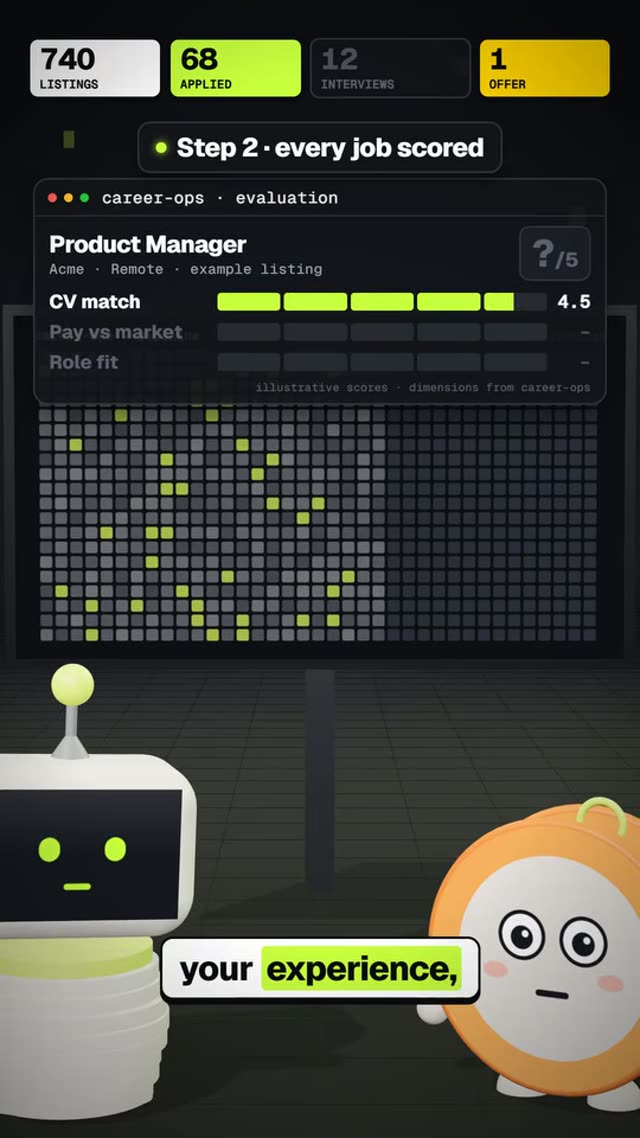 740
LISTINGS
68
APPLIED
12
INTERVIEWS
1
OFFER
Step 2 · every job scored
career-ops · evaluation
Product Manager
?/5
Acme · Remote · example listing
CV match 4.5
Pay vs market –
Role fit –
illustrative scores · dimensions from career-ops
your experience,